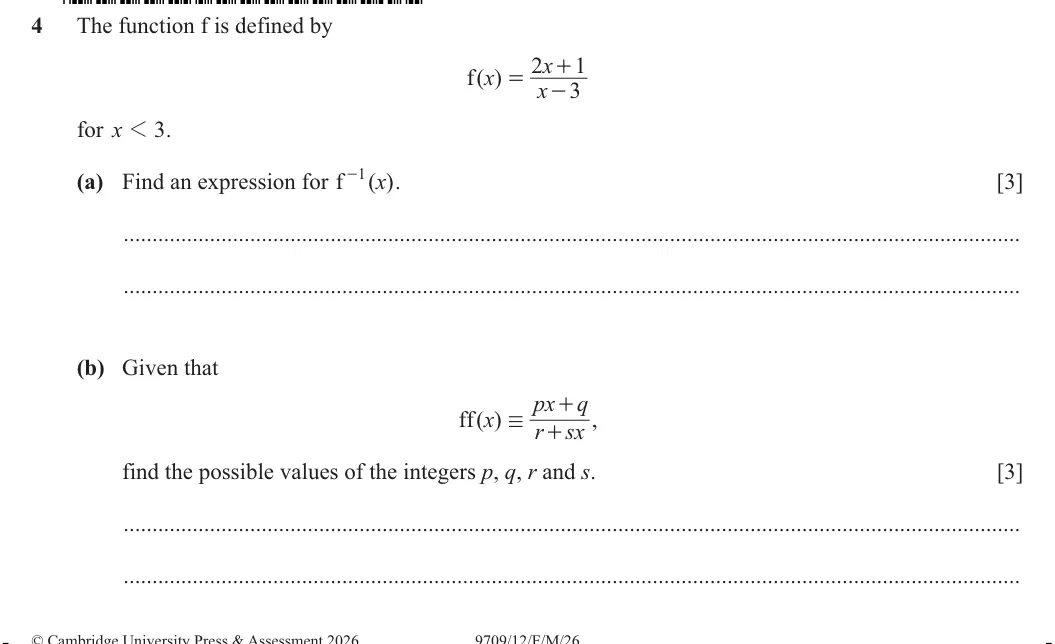 4 The function f is defined by
f(x) = \frac{2x+1}{x-3}
for x < 3.
(a) Find an expression for f^{-1}(x). [3]
(b) Given that
ff(x) ≡ \frac{px+q}{r+sx},
find the possible values of the integers p, q, r and s. [3]
© Cambridge University Press & Assessment 2026 9709/12/F/M/26